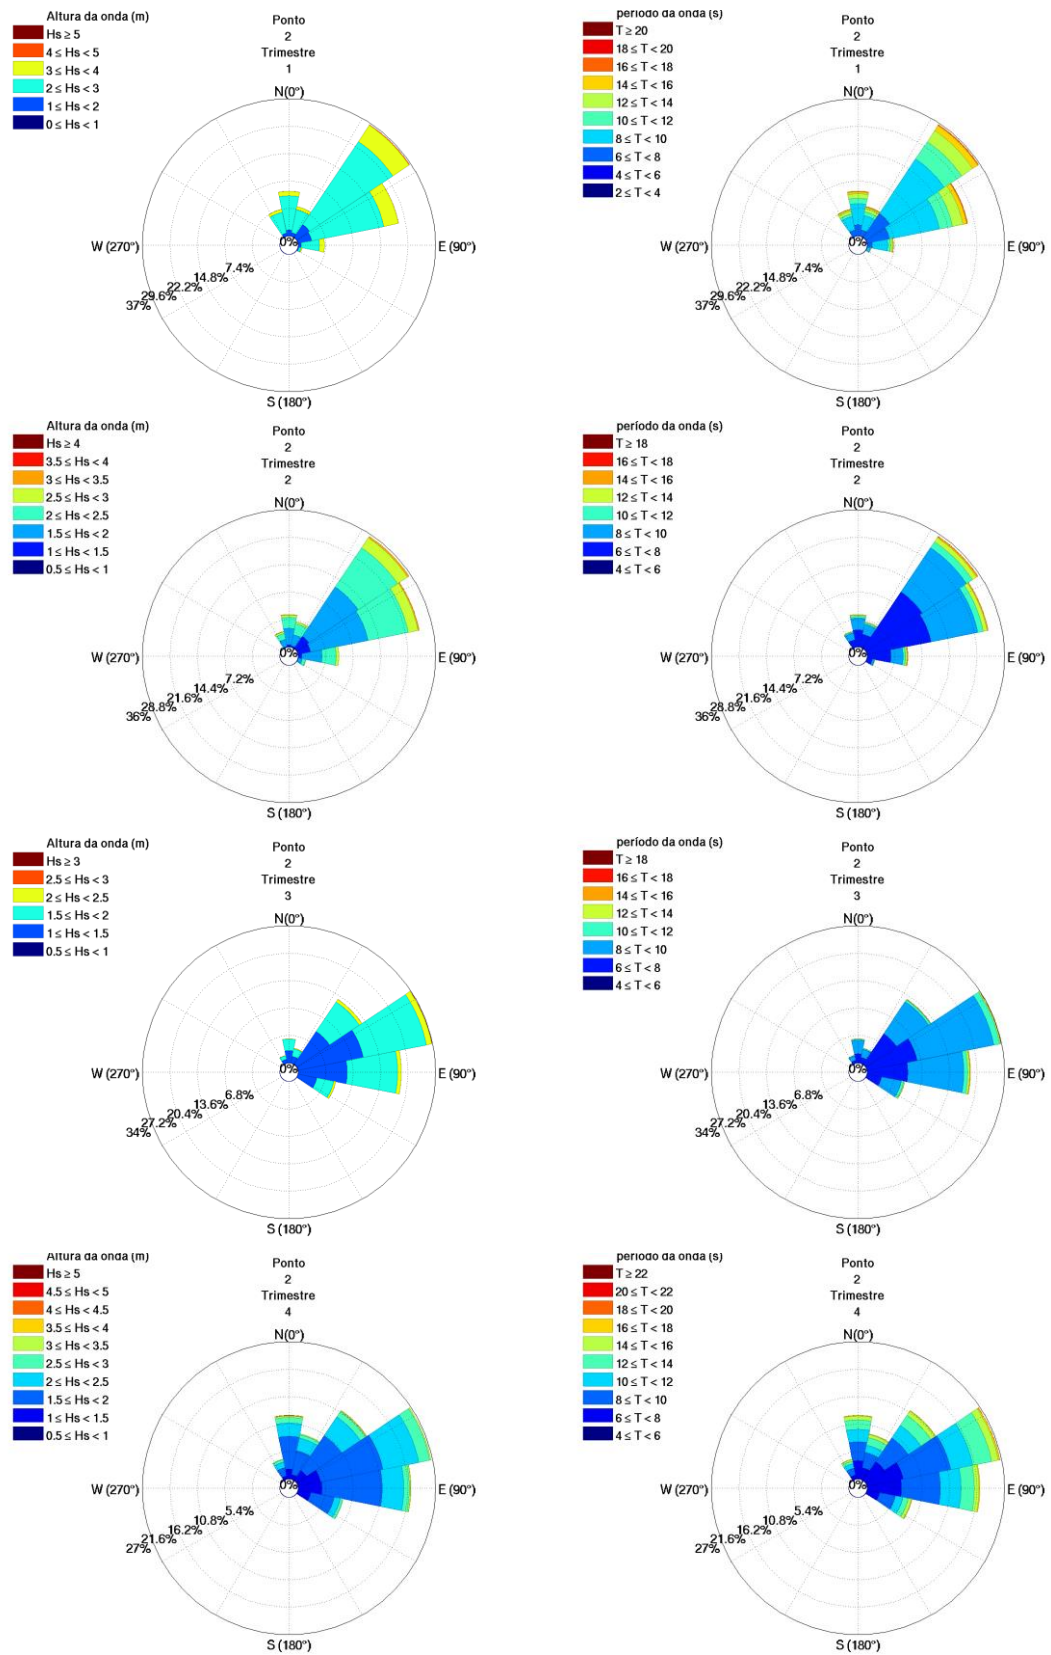 Altura da onda (m)
Hs ≥ 5
4 ≤ Hs < 5
3 ≤ Hs < 4
2 ≤ Hs < 3
1 ≤ Hs < 2
0 ≤ Hs < 1
Ponto
2
Trimestre
1
N(0°)
W (270°)
E (90°)
S (180°)
0%
7.4%
14.8%
22.2%
29.6%
37%
período da onda (s)
T ≥ 20
18 ≤ T < 20
16 ≤ T < 18
14 ≤ T < 16
12 ≤ T < 14
10 ≤ T < 12
8 ≤ T < 10
6 ≤ T < 8
4 ≤ T < 6
2 ≤ T < 4
Ponto
2
Trimestre
1
N(0°)
W (270°)
E (90°)
S (180°)
0%
7.4%
14.8%
22.2%
29.6%
37%
Altura da onda (m)
Hs ≥ 4
3.5 ≤ Hs < 4
3 ≤ Hs < 3.5
2.5 ≤ Hs < 3
2 ≤ Hs < 2.5
1.5 ≤ Hs < 2
1 ≤ Hs < 1.5
0.5 ≤ Hs < 1
Ponto
2
Trimestre
2
N(0°)
W (270°)
E (90°)
S (180°)
0%
7.2%
14.4%
21.6%
28.8%
36%
período da onda (s)
T ≥ 18
16 ≤ T < 18
14 ≤ T < 16
12 ≤ T < 14
10 ≤ T < 12
8 ≤ T < 10
6 ≤ T < 8
4 ≤ T < 6
Ponto
2
Trimestre
2
N(0°)
W (270°)
E (90°)
S (180°)
0%
7.2%
14.4%
21.6%
28.8%
36%
Altura da onda (m)
Hs ≥ 3
2.5 ≤ Hs < 3
2 ≤ Hs < 2.5
1.5 ≤ Hs < 2
1 ≤ Hs < 1.5
0.5 ≤ Hs < 1
Ponto
2
Trimestre
3
N(0°)
W (270°)
E (90°)
S (180°)
0%
6.8%
13.6%
20.4%
27.2%
34%
período da onda (s)
T ≥ 18
16 ≤ T < 18
14 ≤ T < 16
12 ≤ T < 14
10 ≤ T < 12
8 ≤ T < 10
6 ≤ T < 8
4 ≤ T < 6
Ponto
2
Trimestre
3
N(0°)
W (270°)
E (90°)
S (180°)
0%
6.8%
13.6%
20.4%
27.2%
34%
Altura da onda (m)
Hs ≥ 5
4.5 ≤ Hs < 5
4 ≤ Hs < 4.5
3.5 ≤ Hs < 4
3 ≤ Hs < 3.5
2.5 ≤ Hs < 3
2 ≤ Hs < 2.5
1.5 ≤ Hs < 2
1 ≤ Hs < 1.5
0.5 ≤ Hs < 1
Ponto
2
Trimestre
4
N(0°)
W (270°)
E (90°)
S (180°)
0%
5.4%
10.8%
16.2%
21.6%
27%
período da onda (s)
T ≥ 22
20 ≤ T < 22
18 ≤ T < 20
16 ≤ T < 18
14 ≤ T < 16
12 ≤ T < 14
10 ≤ T < 12
8 ≤ T < 10
6 ≤ T < 8
4 ≤ T < 6
Ponto
2
Trimestre
4
N(0°)
W (270°)
E (90°)
S (180°)
0%
5.4%
10.8%
16.2%
21.6%
27%